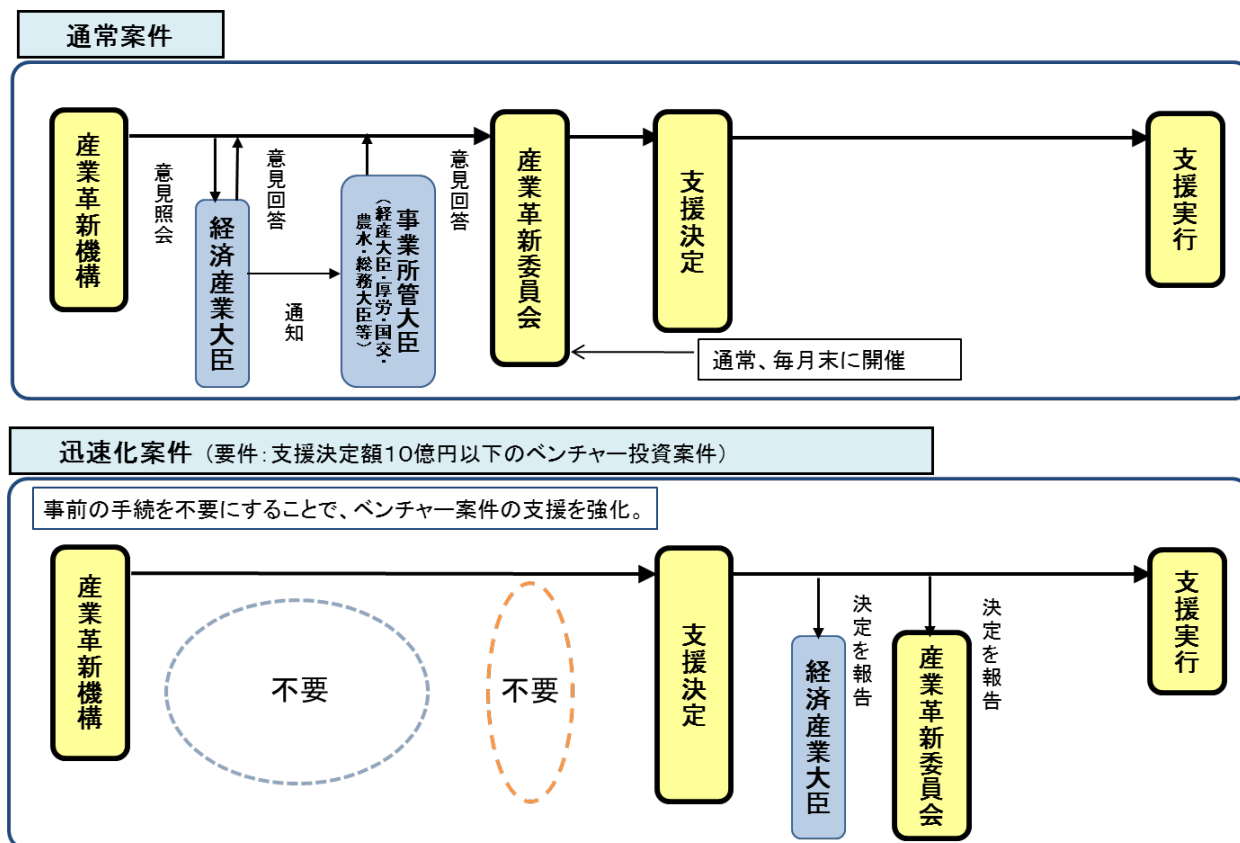 通常案件
産業革新機構
意見照会
経済産業大臣
意見回答
通知
事業所管大臣
(経産大臣・厚労・国交・
農水・総務大臣等)
意見回答
産業革新委員会
支援決定
支援実行
通常、毎月末に開催
迅速化案件 (要件:支援決定額10億円以下のベンチャー投資案件)
事前の手続を不要にすることで、ベンチャー案件の支援を強化。
産業革新機構
不要
不要
支援決定
経済産業大臣
決定を報告
産業革新委員会
決定を報告
支援実行